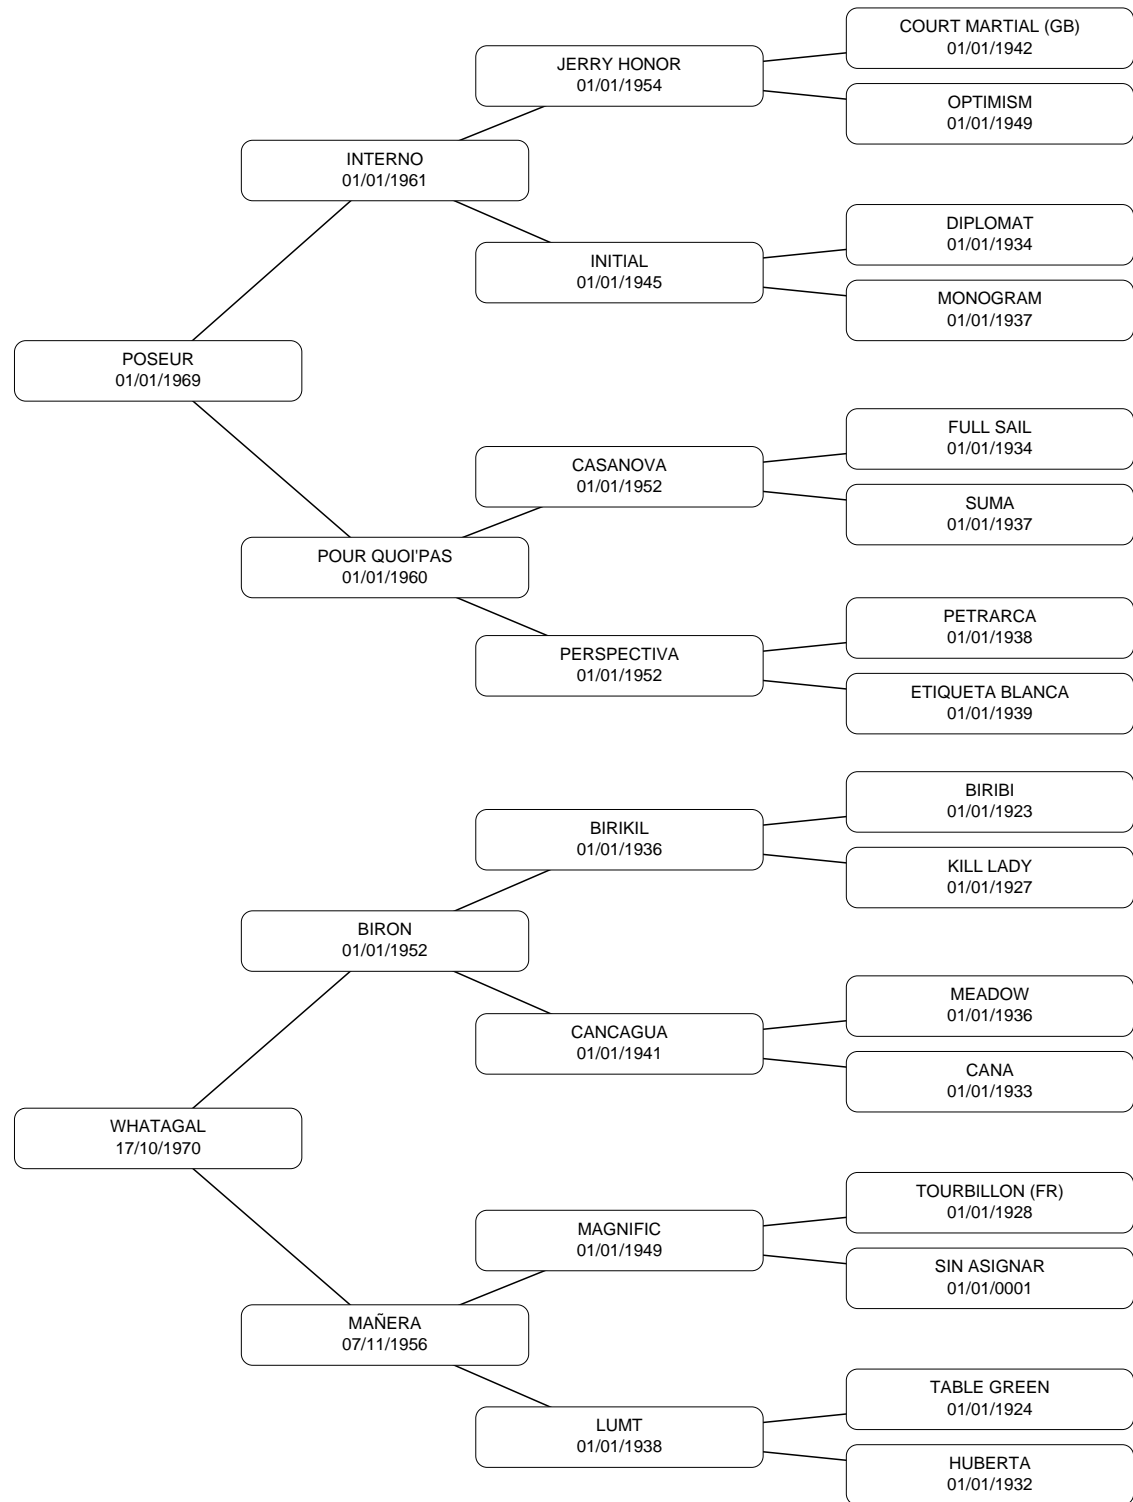 COURT MARTIAL (GB)
01/01/1942
JERRY HONOR
01/01/1954
OPTIMISM
01/01/1949
INTERNO
01/01/1961
DIPLOMAT
01/01/1934
INITIAL
01/01/1945
MONOGRAM
01/01/1937
POSEUR
01/01/1969
FULL SAIL
01/01/1934
CASANOVA
01/01/1952
SUMA
01/01/1937
POUR QUOI'PAS
01/01/1960
PETRARCA
01/01/1938
PERSPECTIVA
01/01/1952
ETIQUETA BLANCA
01/01/1939
BIRIBI
01/01/1923
BIRIKIL
01/01/1936
KILL LADY
01/01/1927
BIRON
01/01/1952
MEADOW
01/01/1936
CANCAGUA
01/01/1941
CANA
01/01/1933
WHATAGAL
17/10/1970
TOURBILLON (FR)
01/01/1928
MAGNIFIC
01/01/1949
SIN ASIGNAR
01/01/0001
MAÑERA
07/11/1956
TABLE GREEN
01/01/1924
LUMT
01/01/1938
HUBERTA
01/01/1932